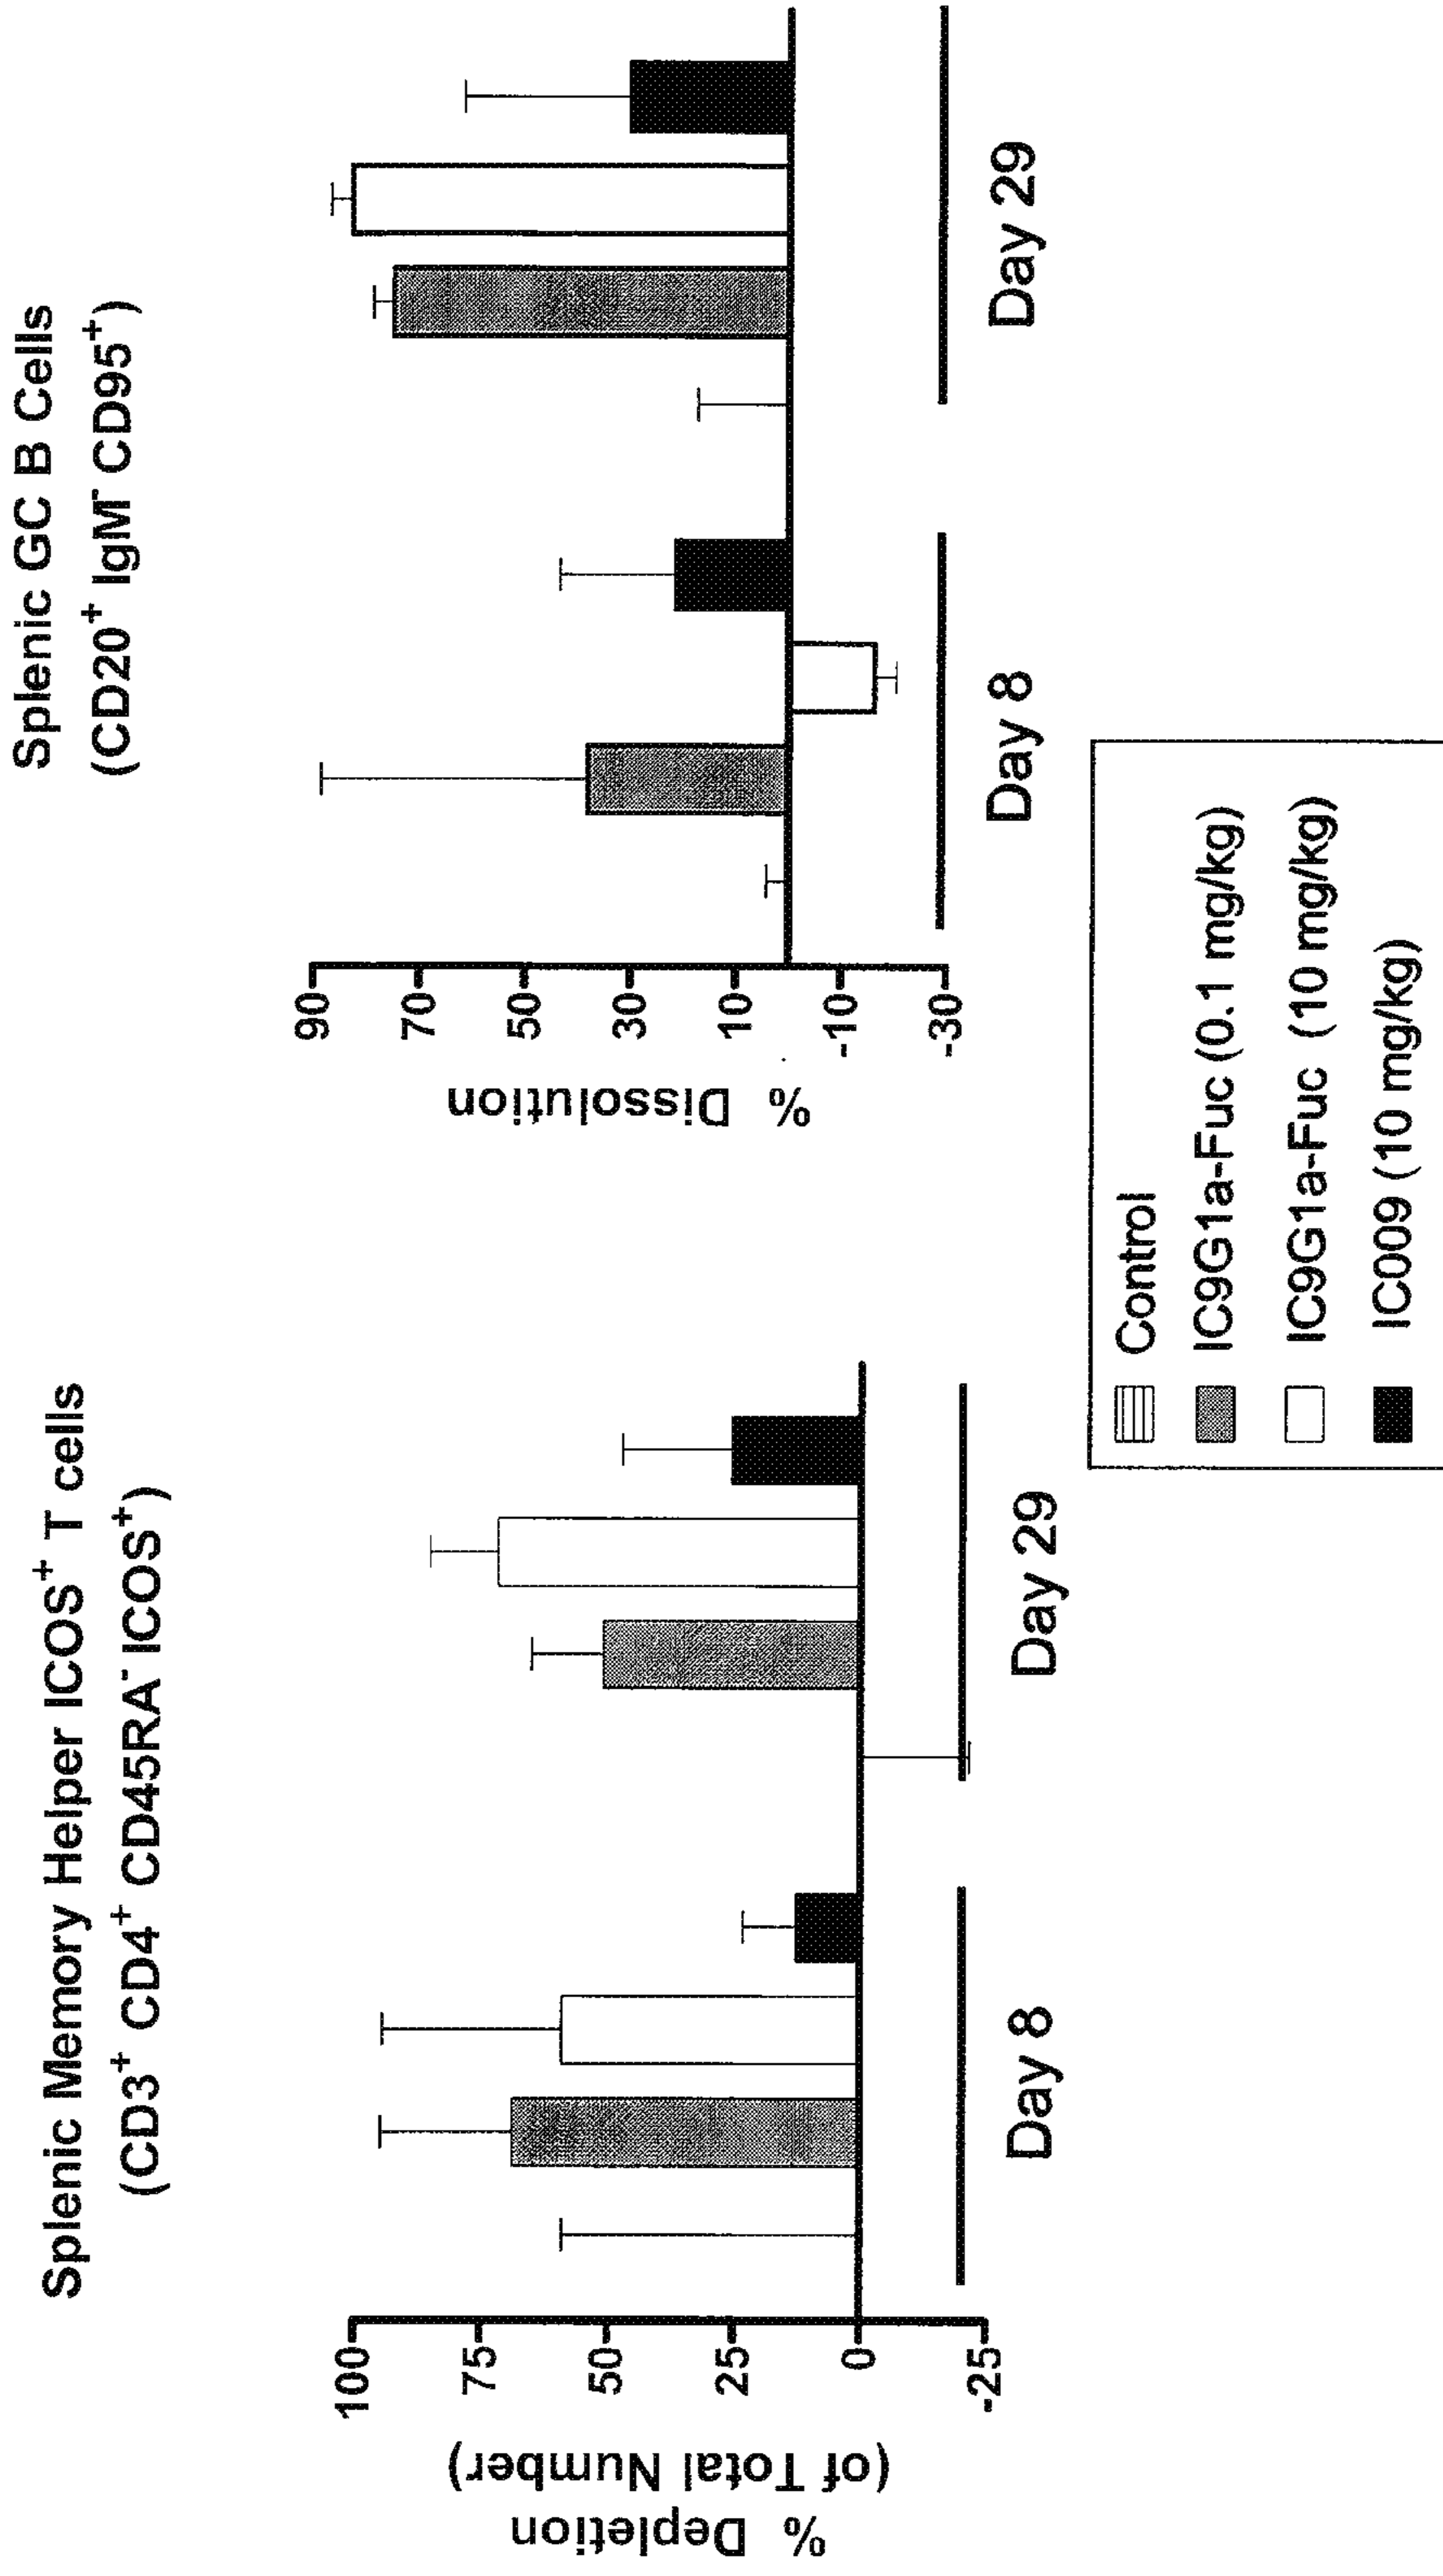 Splenic Memory Helper ICOS⁺ T cells
(CD3⁺ CD4⁺ CD45RA⁻ ICOS⁺)
% Depletion
(of Total Number)
100
75
50
25
0
-25
Day 8
Day 29
Splenic GC B Cells
(CD20⁺ IgM⁻ CD95⁺)
% Dissolution
90
70
50
30
10
-10
-30
Day 8
Day 29
Control
IC9G1a-Fuc (0.1 mg/kg)
IC9G1a-Fuc (10 mg/kg)
IC009 (10 mg/kg)